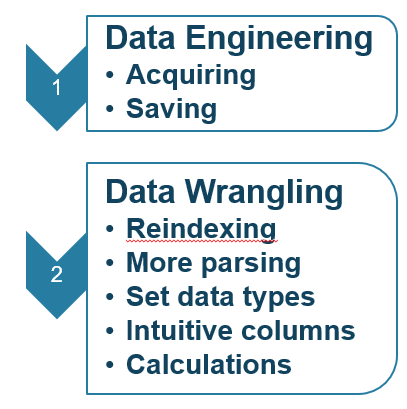 1
Data Engineering
• Acquiring
• Saving
2
Data Wrangling
• Reindexing
• More parsing
• Set data types
• Intuitive columns
• Calculations